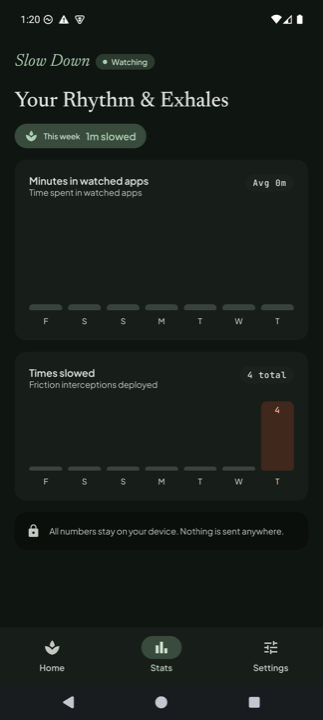 1:20
Slow Down
Watching
Your Rhythm & Exhales
This week 1m slowed
Minutes in watched apps
Avg 0m
Time spent in watched apps
F S S M T W T
Times slowed
4 total
Friction interceptions deployed
4
F S S M T W T
All numbers stay on your device. Nothing is sent anywhere.
Home Stats Settings